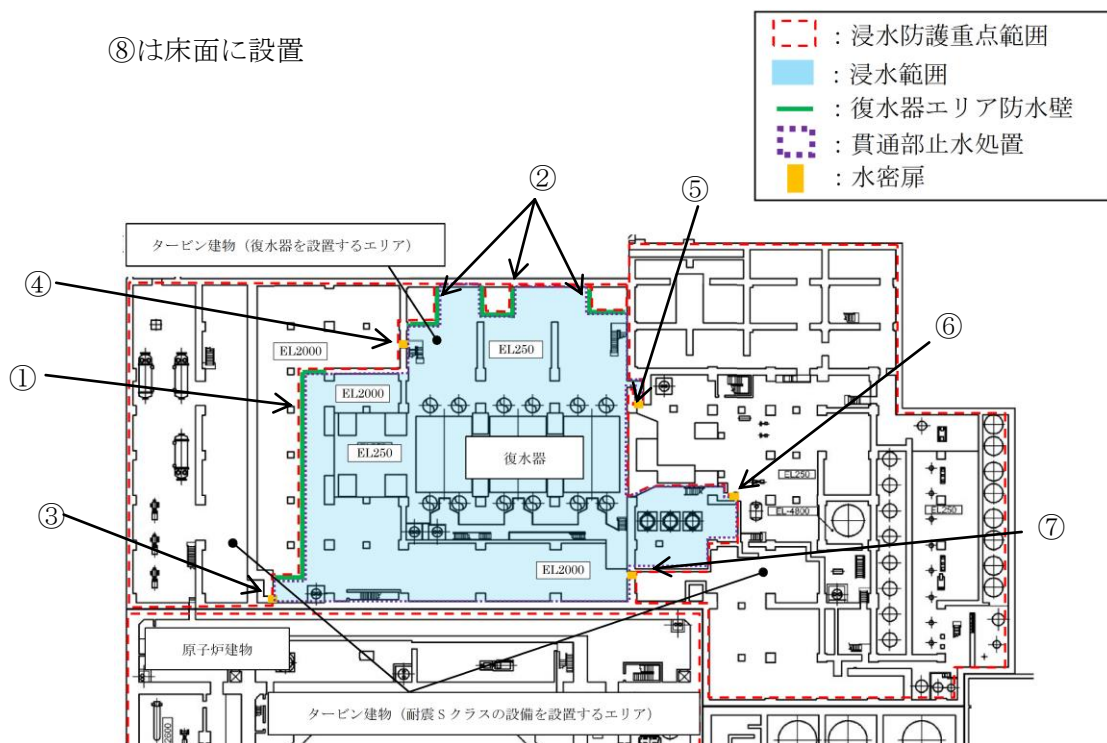 ⑧は床面に設置
：浸水防護重点範囲
：浸水範囲
：復水器エリア防水壁
：貫通部止水処置
：水密扉
②
⑤
タービン建物（復水器を設置するエリア）
④
⑥
EL2000
EL250
①
EL2000
EL250
復水器
EL250
③
EL-4800
EL250
⑦
EL2000
原子炉建物
タービン建物（耐震Ｓクラスの設備を設置するエリア）